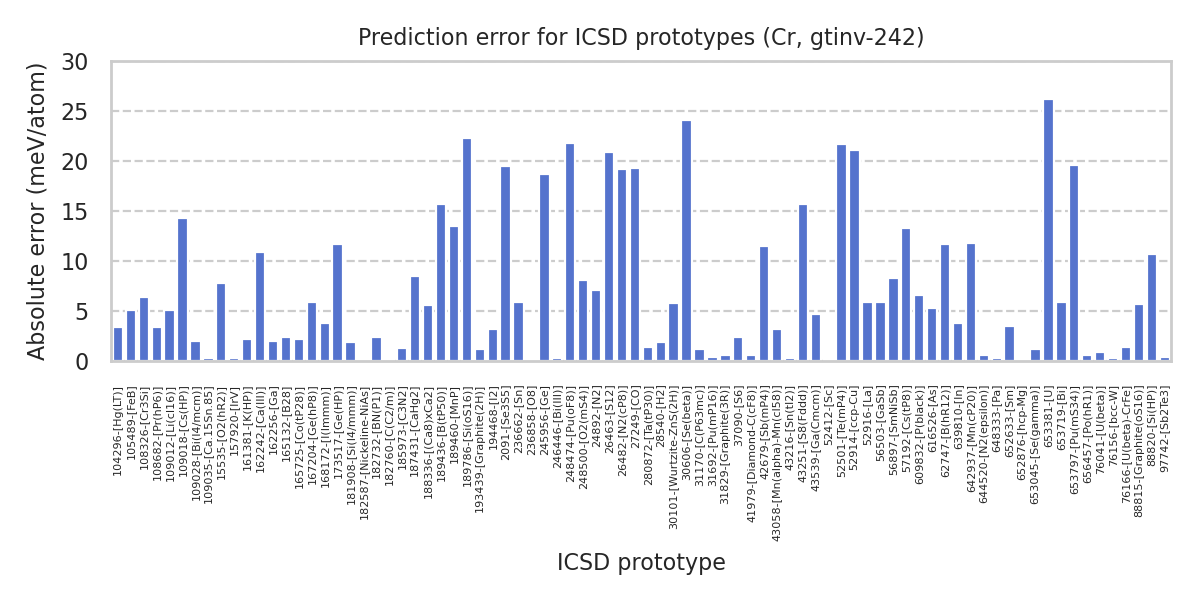 Prediction error for ICSD prototypes (Cr, gtinv-242)
Absolute error (meV/atom)
30
25
20
15
10
5
0
104296-[Hg(LT)]
105489-[FeB]
108326-[Cr3Si]
108682-[Pr(hP6)]
109012-[Li(cI16)]
109018-[Cs(HP)]
109028-[Bi(I4/mcm)]
109035-[Ca.15Sn.85]
15535-[O2(hR2)]
157920-[IrV]
161381-[K(HP)]
162242-[Ca(III)]
162256-[Ga]
165132-[B28]
165725-[Co(tP28)]
167204-[Ge(hP8)]
168172-[I(Immm)]
173517-[Ge(HP)]
181908-[Si(I4/mmm)]
182587-[Nickeline-NiAs]
182732-[BN(P1)]
182760-[C(C2/m)]
185973-[C3N2]
187431-[CaHg2]
188336-[(Ca8)xCa2]
189436-[B(tP50)]
189460-[MnP]
189786-[Si(oS16)]
193439-[Graphite(2H)]
194468-[I2]
2091-[Se3S5]
236662-[Sn]
236858-[O8]
245956-[Ge]
246446-[Bi(III)]
248474-[Pu(oF8)]
248500-[O2(mS4)]
24892-[N2]
26463-[S12]
26482-[N2(cP8)]
27249-[CO]
280872-[Ta(tP30)]
28540-[H2]
30101-[Wurtzite-ZnS(2H)]
30606-[Se(beta)]
31170-[C(P63mc)]
31692-[Pu(mP16)]
31829-[Graphite(3R)]
37090-[S6]
41979-[Diamond-C(cF8)]
42679-[Sb(mP4)]
43058-[Mn(alpha)-Mn(cI58)]
43216-[Sn(tI2)]
43251-[S8(Fddd)]
43539-[Ga(Cmcm)]
52412-[Sc]
52501-[Te(mP4)]
52914-[ccp-Cu]
52916-[La]
56503-[GaSb]
56897-[SmNiSb]
57192-[Cs(tP8)]
609832-[P(black)]
616526-[As]
62747-[B(hR12)]
639810-[In]
642937-[Mn(cP20)]
644520-[N2(epsilon)]
648333-[Pa]
652633-[Sm]
652876-[hcp-Mg]
653045-[Se(gamma)]
653381-[U]
653719-[Bi]
653797-[Pu(mS34)]
656457-[Po(hR1)]
76041-[U(beta)]
76156-[bcc-W]
76166-[U(beta)-CrFe]
88815-[Graphite(oS16)]
88820-[Si(HP)]
97742-[Sb2Te3]
ICSD prototype